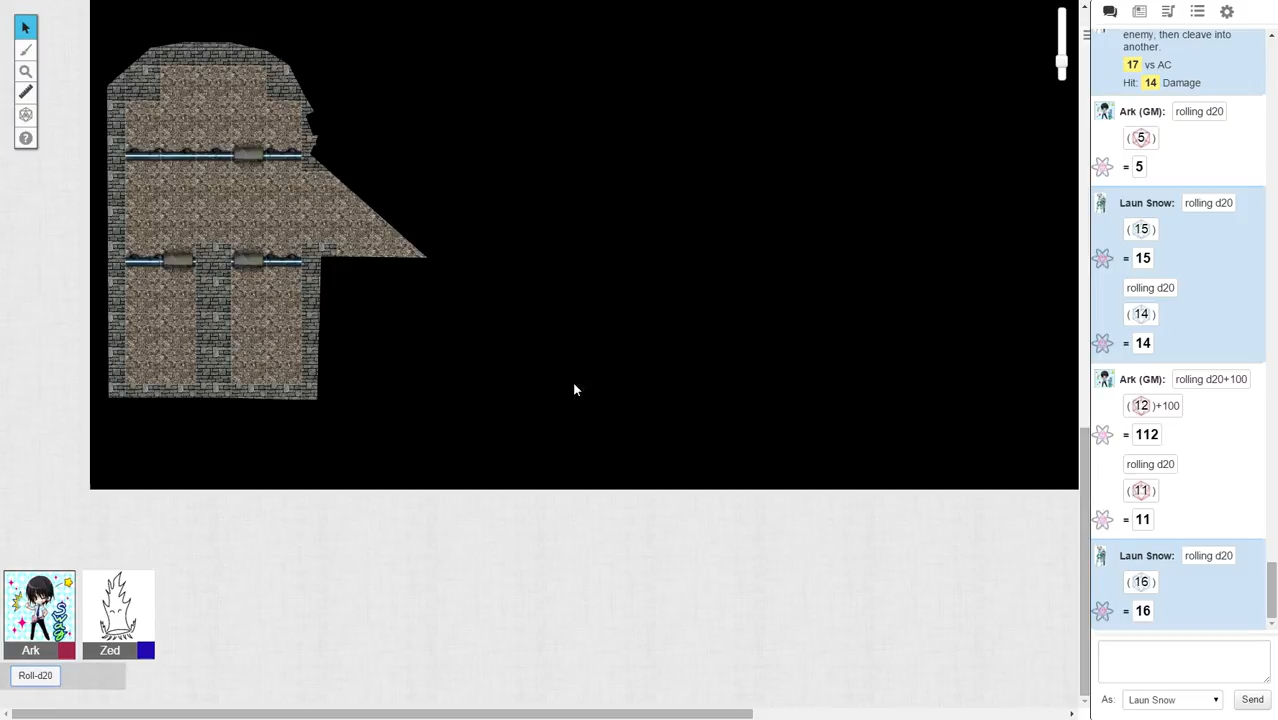 enemy, then cleave into
another.
17 vs AC
Hit: 14 Damage
Ark (GM): rolling d20
(5)
= 5
Laun Snow: rolling d20
(15)
= 15
rolling d20
(14)
= 14
Ark (GM): rolling d20+100
(12)+100
= 112
rolling d20
(11)
= 11
Laun Snow: rolling d20
(16)
= 16
Ark
Zed
Roll-d20
As: Laun Snow Send